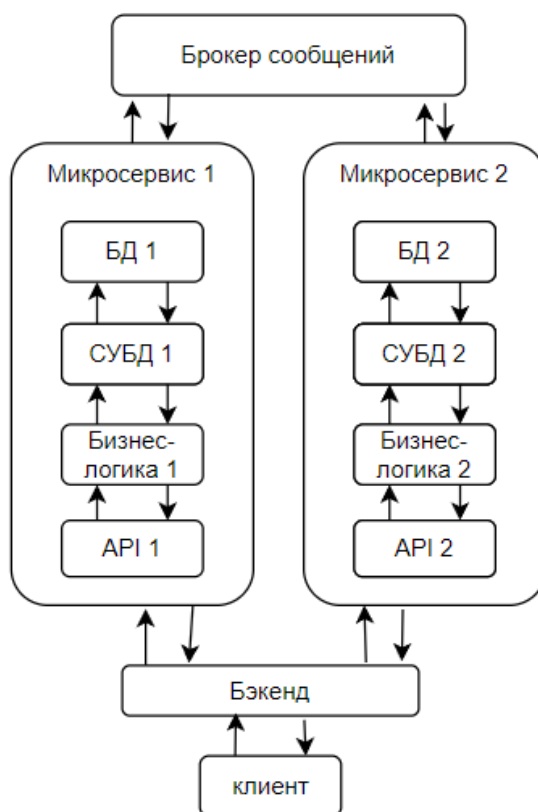 Брокер сообщений
Микросервис 1
Микросервис 2
БД 1
БД 2
СУБД 1
СУБД 2
Бизнес-
логика 1
Бизнес-
логика 2
API 1
API 2
Бэкенд
клиент